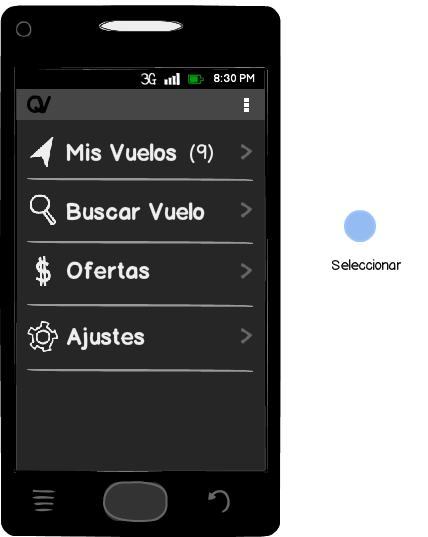 3G 8:30 PM
QV
Mis Vuelos (9)
Buscar Vuelo
$ Ofertas
Ajustes
Seleccionar